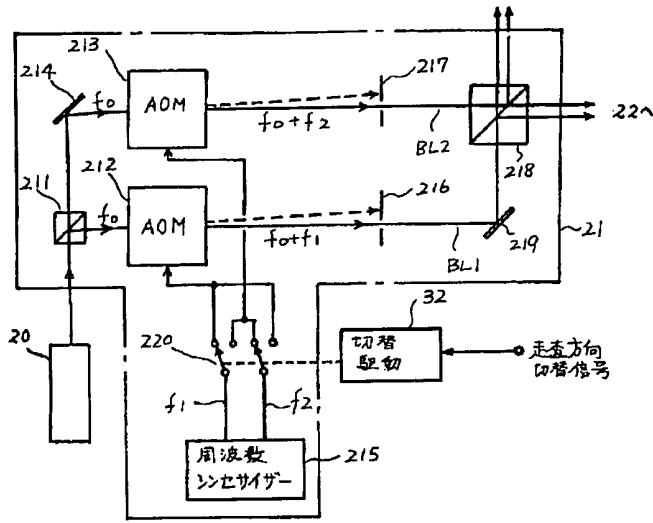 213
214
217
f0
AOM
f0+f2
22へ
BL2
218
212
216
211
f0
AOM
f0+f1
219
21
BL1
32
20
220
切替
駆動
走査方向
切替信号
f1
f2
周波数
シンセサイザー
215